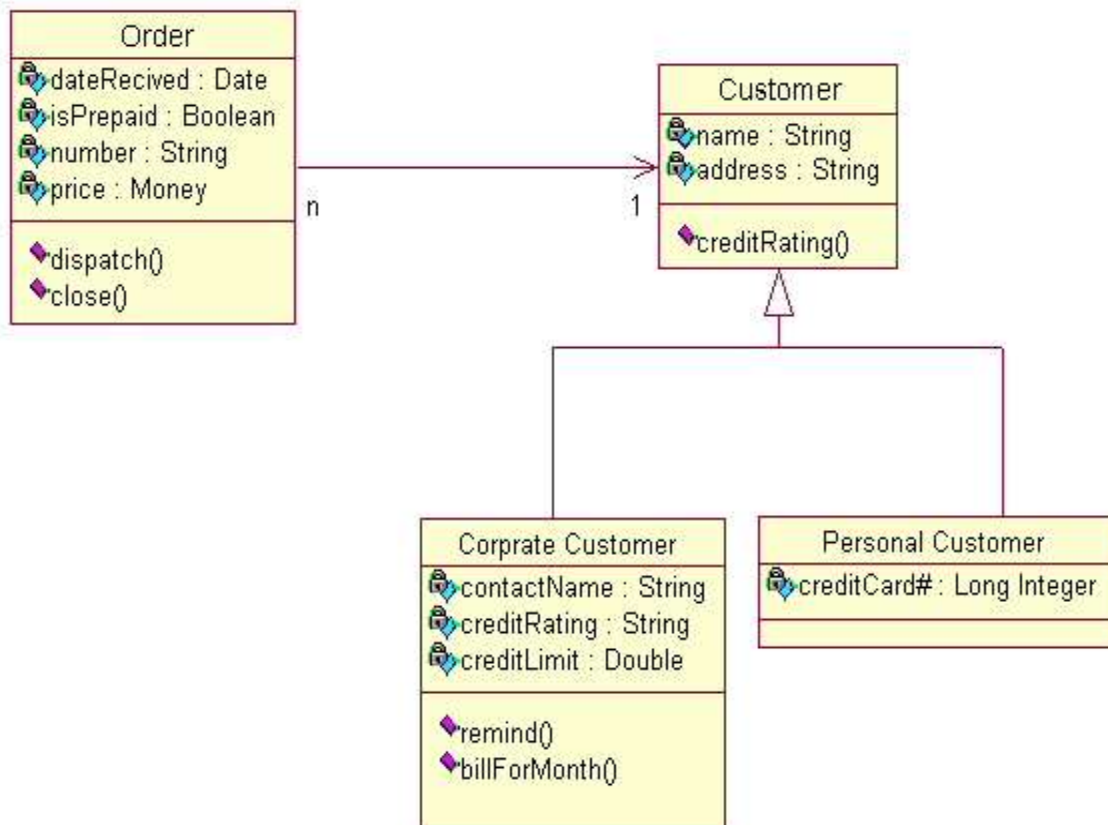 Order
dateRecived : Date
isPrepaid : Boolean
number : String
price : Money
dispatch()
close()
n
1
Customer
name : String
address : String
creditRating()
Corprate Customer
contactName : String
creditRating : String
creditLimit : Double
remind()
billForMonth()
Personal Customer
creditCard# : Long Integer